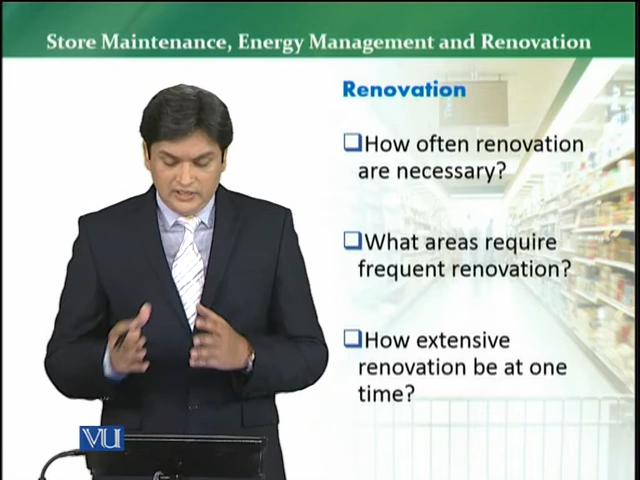 Store Maintenance, Energy Management and Renovation
Renovation
How often renovation
are necessary?
What areas require
frequent renovation?
How extensive
renovation be at one
time?
VU